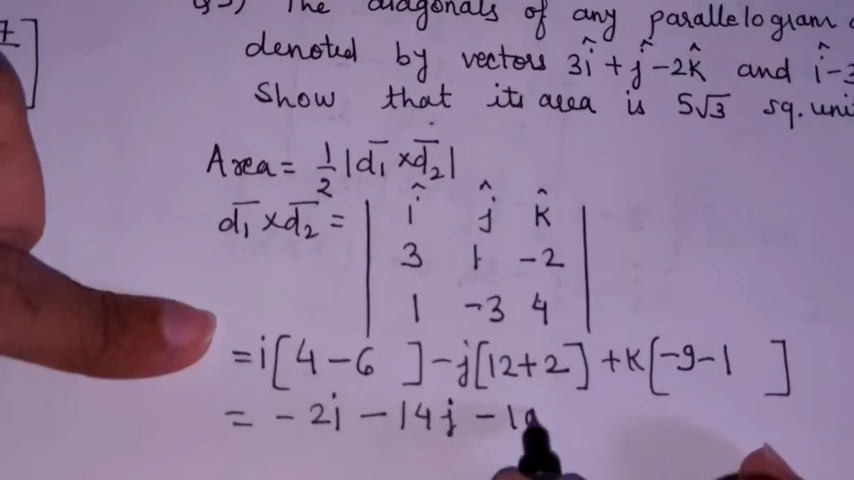 The diagonals of any parallelogram
denoted by vectors 3î + ĵ - 2k̂ and î - 3
Show that its area is 5√3 sq. uni
Area = 1/2 |d̅₁ × d̅₂|
d̅₁ × d̅₂ = | î ĵ k̂ |
| 3 1 -2 |
| 1 -3 4 |
= i[4 - 6 ] - j[12 + 2] + k[-9 - 1 ]
= - 2i - 14j - 1